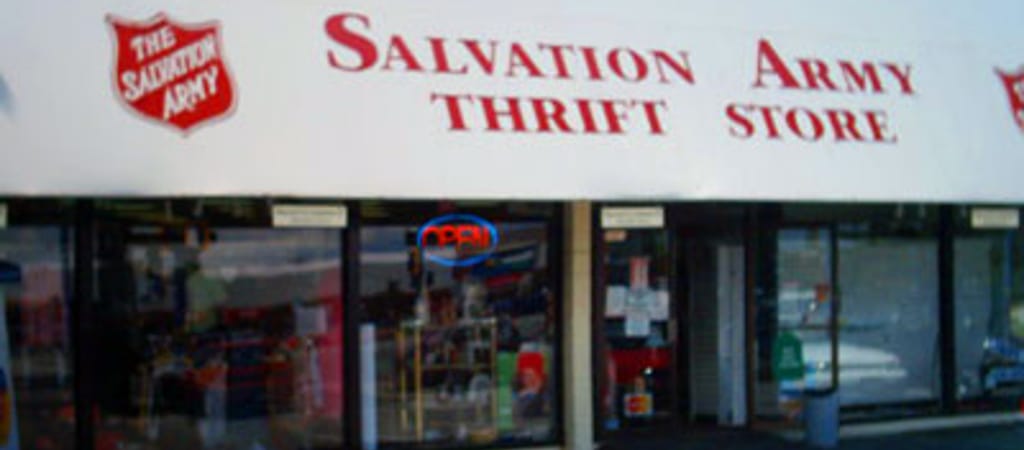 THE
SALVATION
ARMY
SALVATION ARMY
THRIFT STORE
OPEN